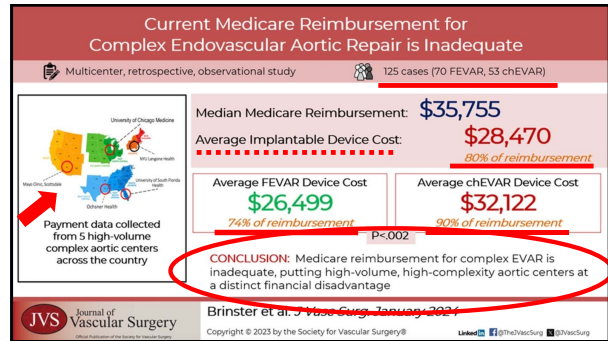 Current Medicare Reimbursement for
Complex Endovascular Aortic Repair is Inadequate
Multicenter, retrospective, observational study
125 cases (70 FEVAR, 53 chEVAR)
University of Chicago Medicine
NYU Langone Health
Mayo Clinic, Scottsdale
University of South Florida
Health
Ochsner Health
Payment data collected
from 5 high-volume
complex aortic centers
across the country
Median Medicare Reimbursement: $35,755
Average Implantable Device Cost: $28,470
80% of reimbursement
Average FEVAR Device Cost
$26,499
74% of reimbursement
Average chEVAR Device Cost
$32,122
90% of reimbursement
P<.002
CONCLUSION: Medicare reimbursement for complex EVAR is
inadequate, putting high-volume, high-complexity aortic centers at
a distinct financial disadvantage
JVS Journal of
Vascular Surgery
Official Publication of the Society for Vascular Surgery
Brinster et al. J Vasc Surg, January 2024
Copyright © 2023 by the Society for Vascular Surgery®
Linked in @TheJVascSurg @JVascSurg